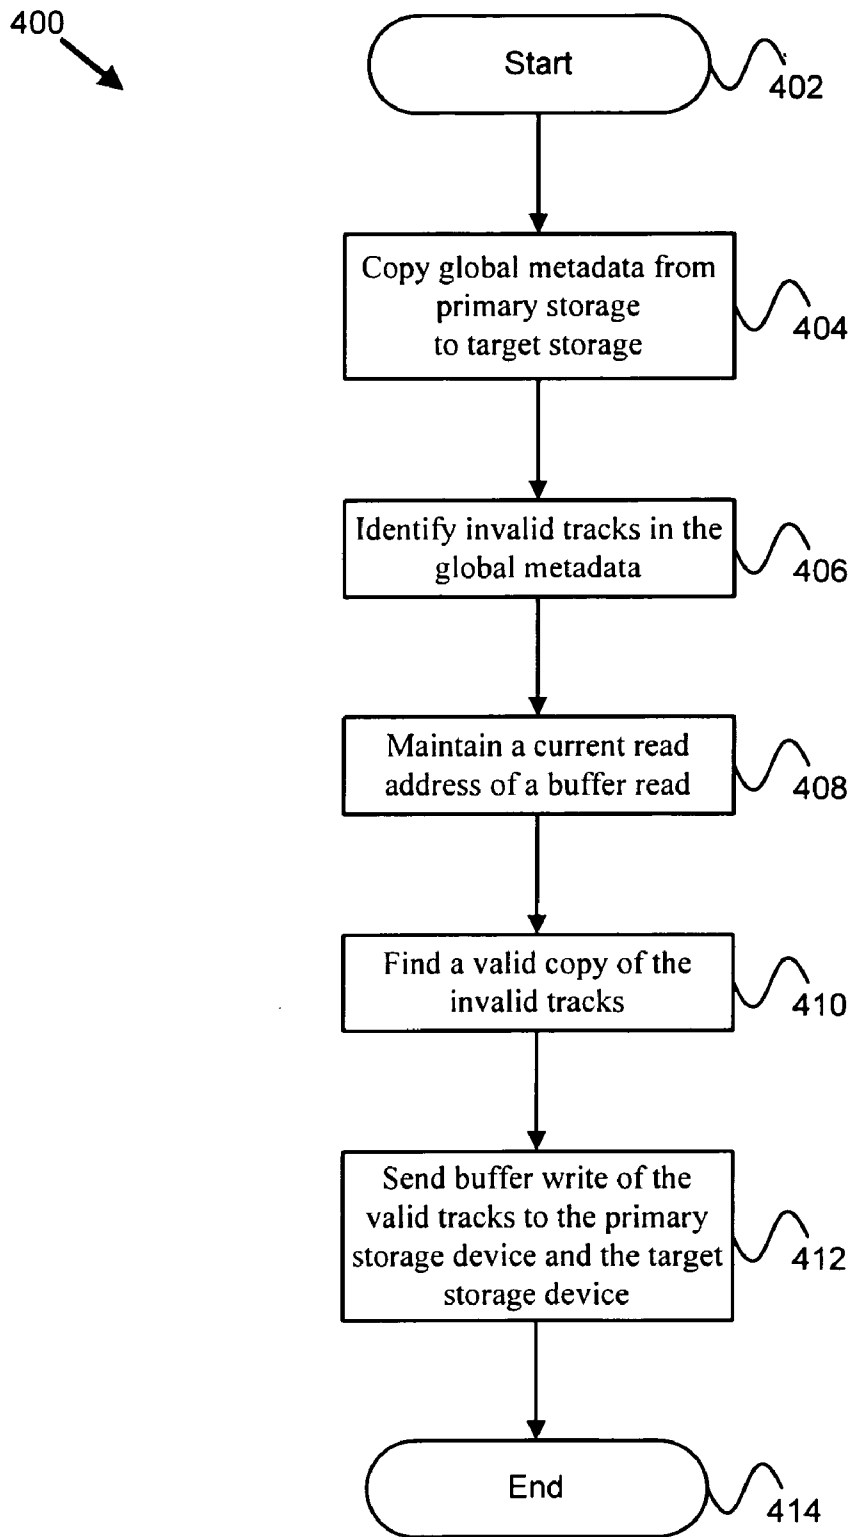 400
Start
402
Copy global metadata from
primary storage
to target storage
404
Identify invalid tracks in the
global metadata
406
Maintain a current read
address of a buffer read
408
Find a valid copy of the
invalid tracks
410
Send buffer write of the
valid tracks to the primary
storage device and the target
storage device
412
End
414